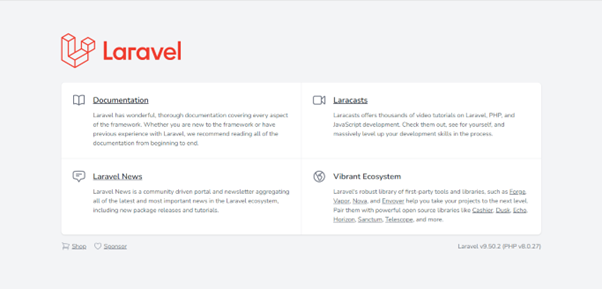 Laravel
Documentation
Laravel has wonderful, thorough documentation covering every aspect
of the framework. Whether you are new to the framework or have
previous experience with Laravel, we recommend reading all of the
documentation from beginning to end.
Laracasts
Laracasts offers thousands of video tutorials on Laravel, PHP, and
JavaScript development. Check them out, see for yourself, and
massively level up your development skills in the process.
Laravel News
Laravel News is a community driven portal and newsletter aggregating
all of the latest and most important news in the Laravel ecosystem,
including new package releases and tutorials.
Vibrant Ecosystem
Laravel's robust library of first-party tools and libraries, such as Forge,
Vapor, Nova, and Envoyer help you take your projects to the next level.
Pair them with powerful open source libraries like Cashier, Dusk, Echo,
Horizon, Sanctum, Telescope, and more.
Shop Sponsor Laravel v9.50.2 (PHP v8.0.27)